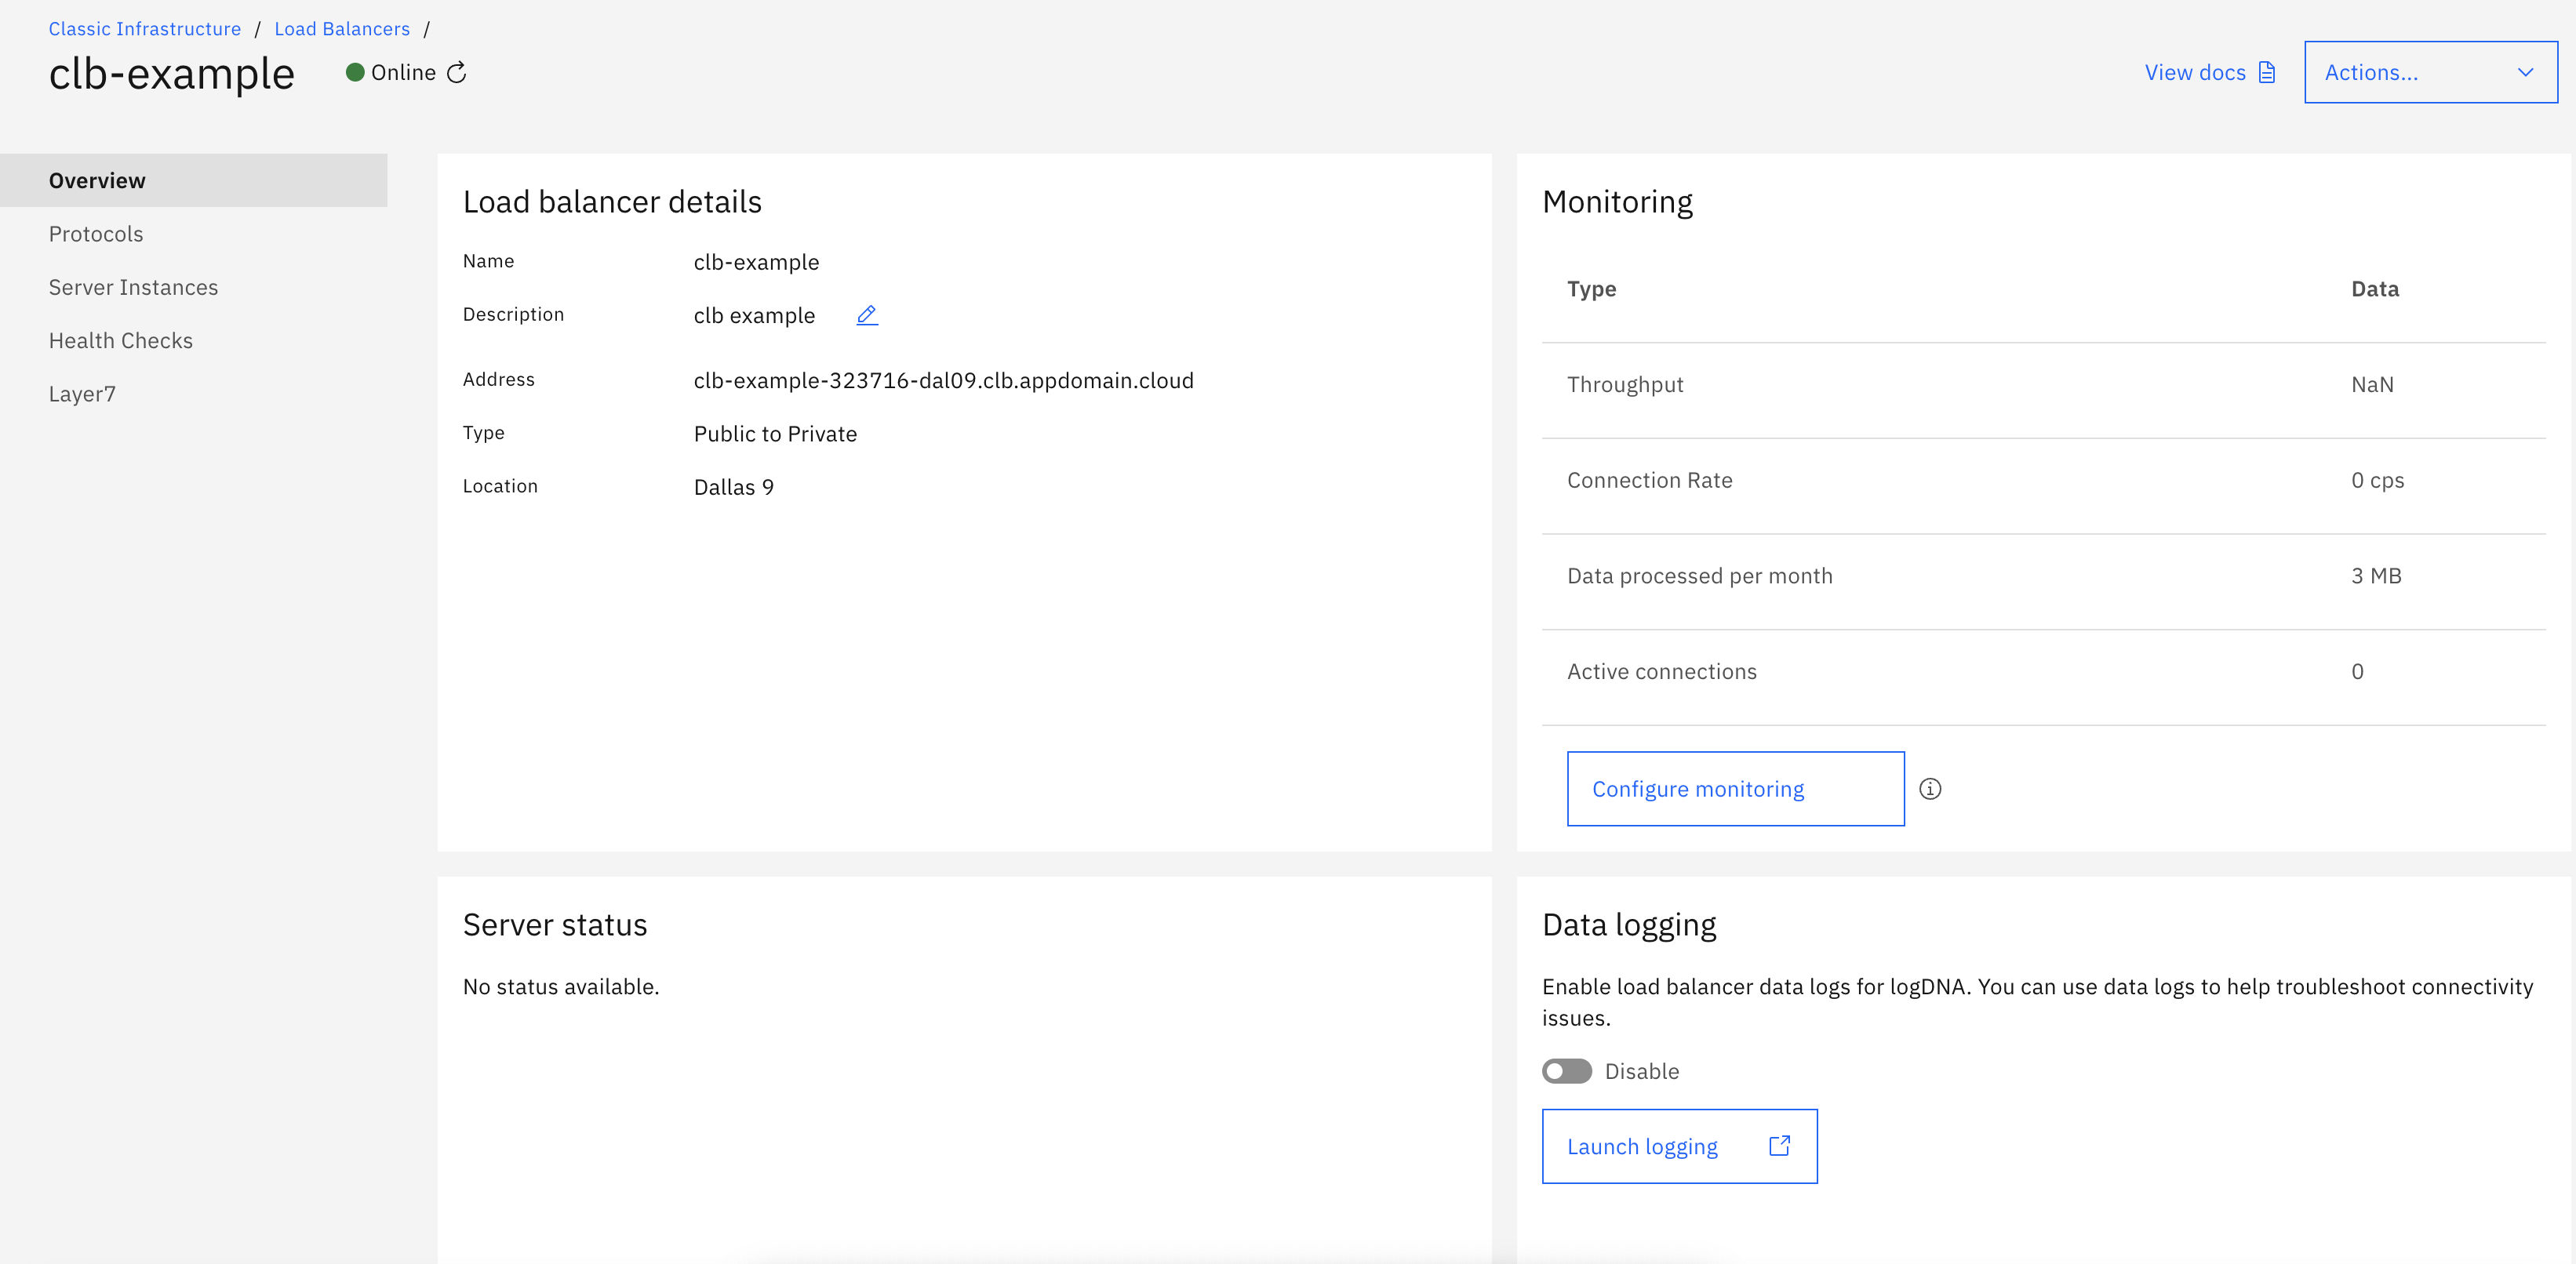 Classic Infrastructure / Load Balancers /
clb-example Online
View docs Actions...
Overview
Protocols
Server Instances
Health Checks
Layer7
Load balancer details
Name clb-example
Description clb example
Address clb-example-323716-dal09.clb.appdomain.cloud
Type Public to Private
Location Dallas 9
Monitoring
Type Data
Throughput NaN
Connection Rate 0 cps
Data processed per month 3 MB
Active connections 0
Configure monitoring
Server status
No status available.
Data logging
Enable load balancer data logs for logDNA. You can use data logs to help troubleshoot connectivity
issues.
Disable
Launch logging